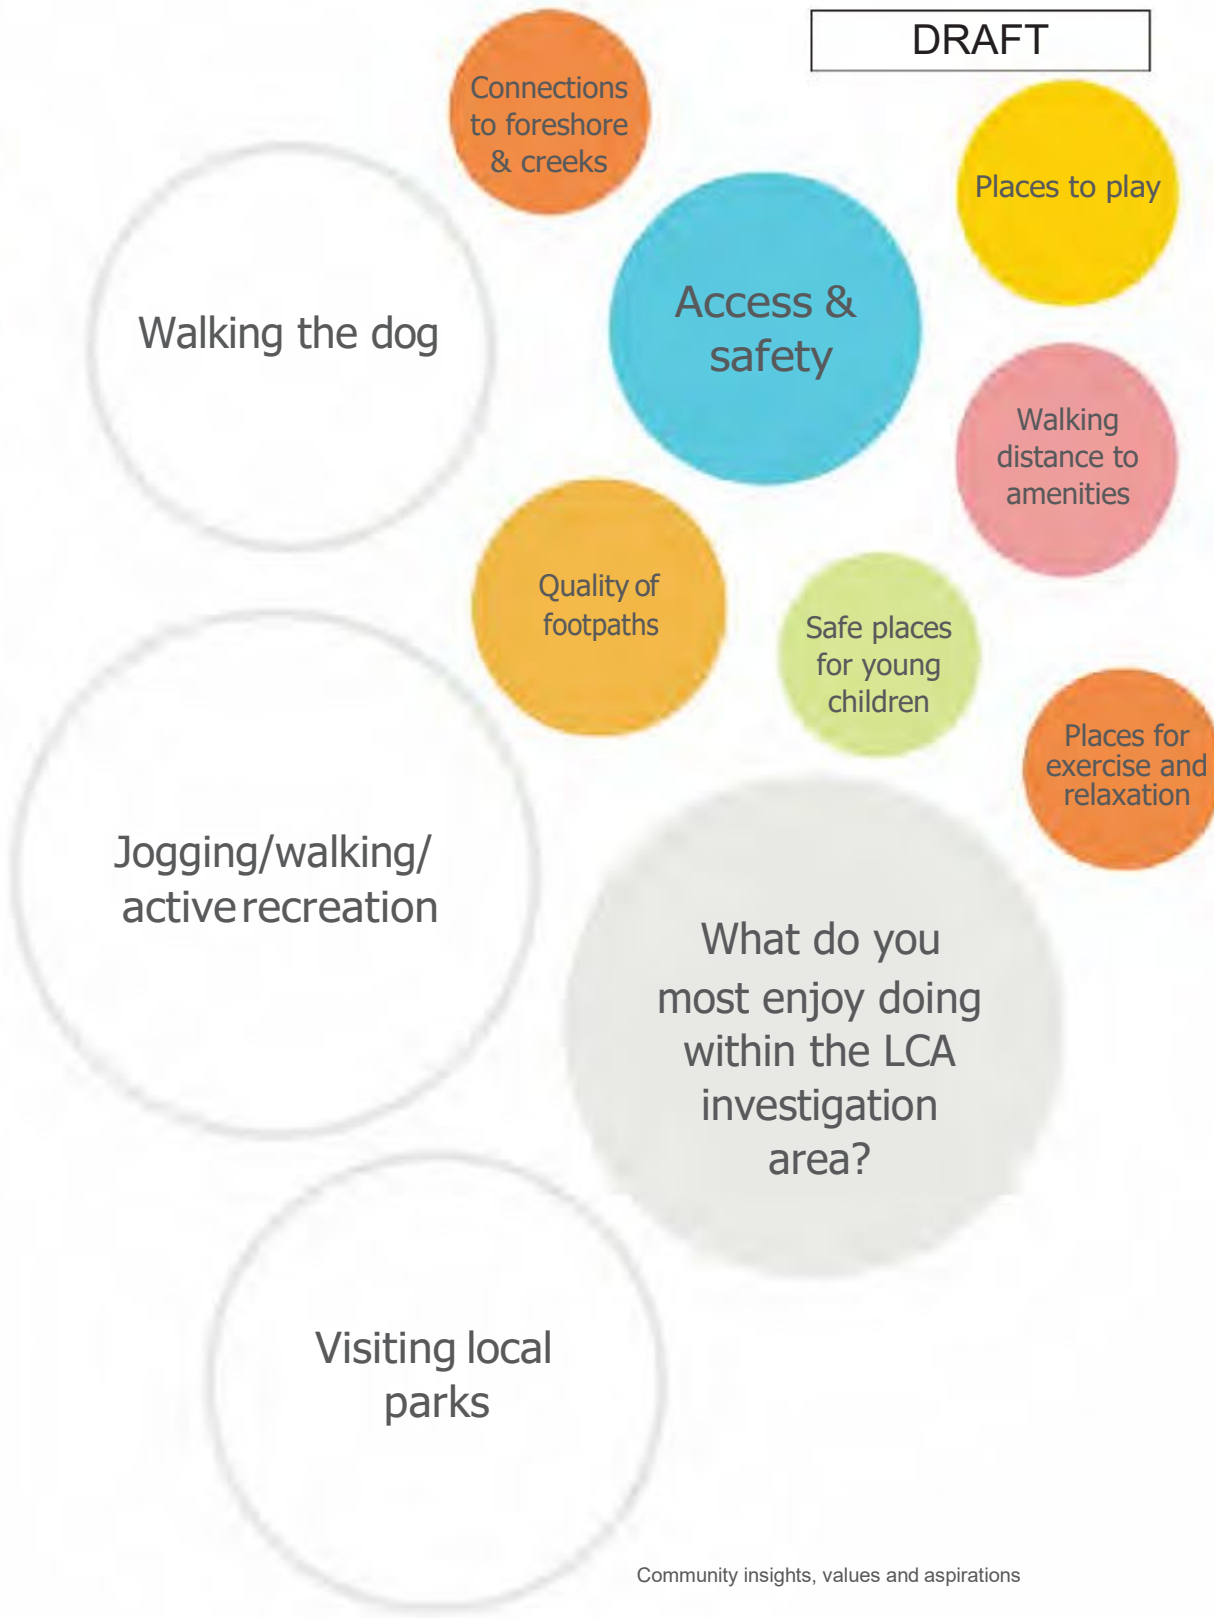 DRAFT
Connections
to foreshore
& creeks
Places to play
Access &
safety
Walking the dog
Walking
distance to
amenities
Quality of
footpaths
Safe places
for young
children
Places for
exercise and
relaxation
Jogging/walking/
active recreation
What do you
most enjoy doing
within the LCA
investigation
area?
Visiting local
parks
Community insights, values and aspirations